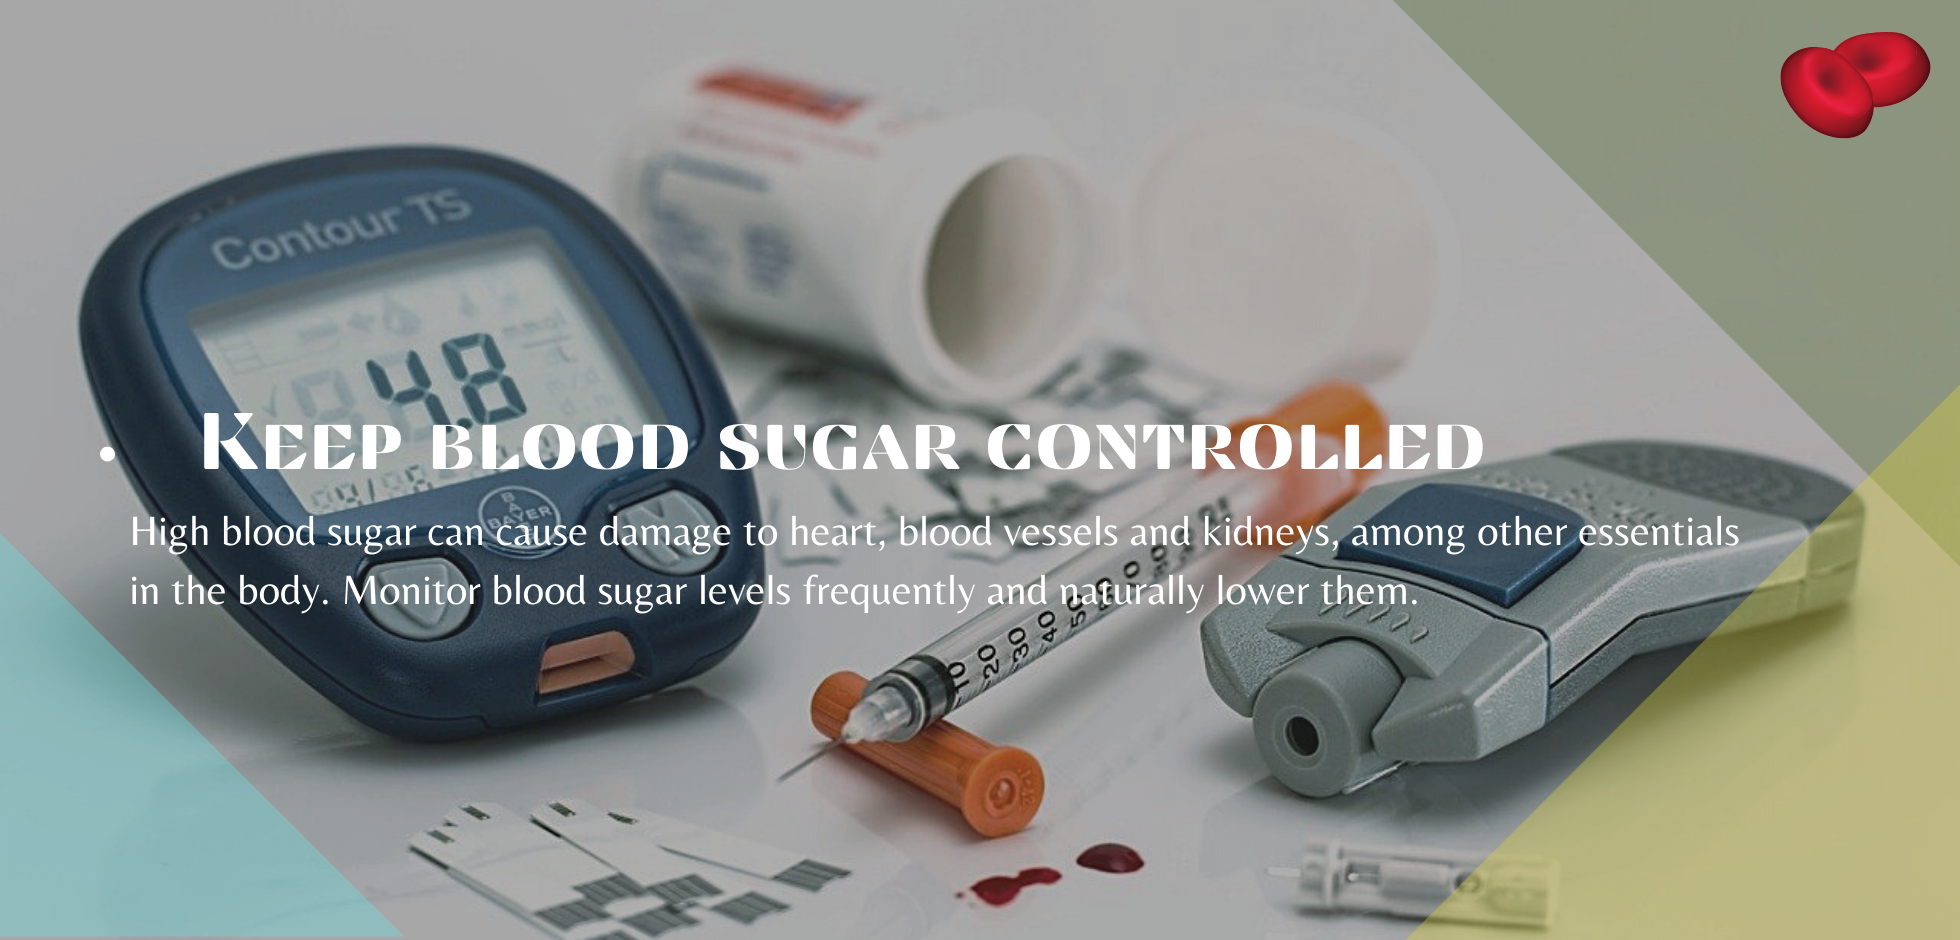 Contour TS
mmol
4.8
• Keep blood sugar controlled
BAYER
BAYER
High blood sugar can cause damage to heart, blood vessels and kidneys, among other essentials
in the body. Monitor blood sugar levels frequently and naturally lower them.
10 20 30 40 50